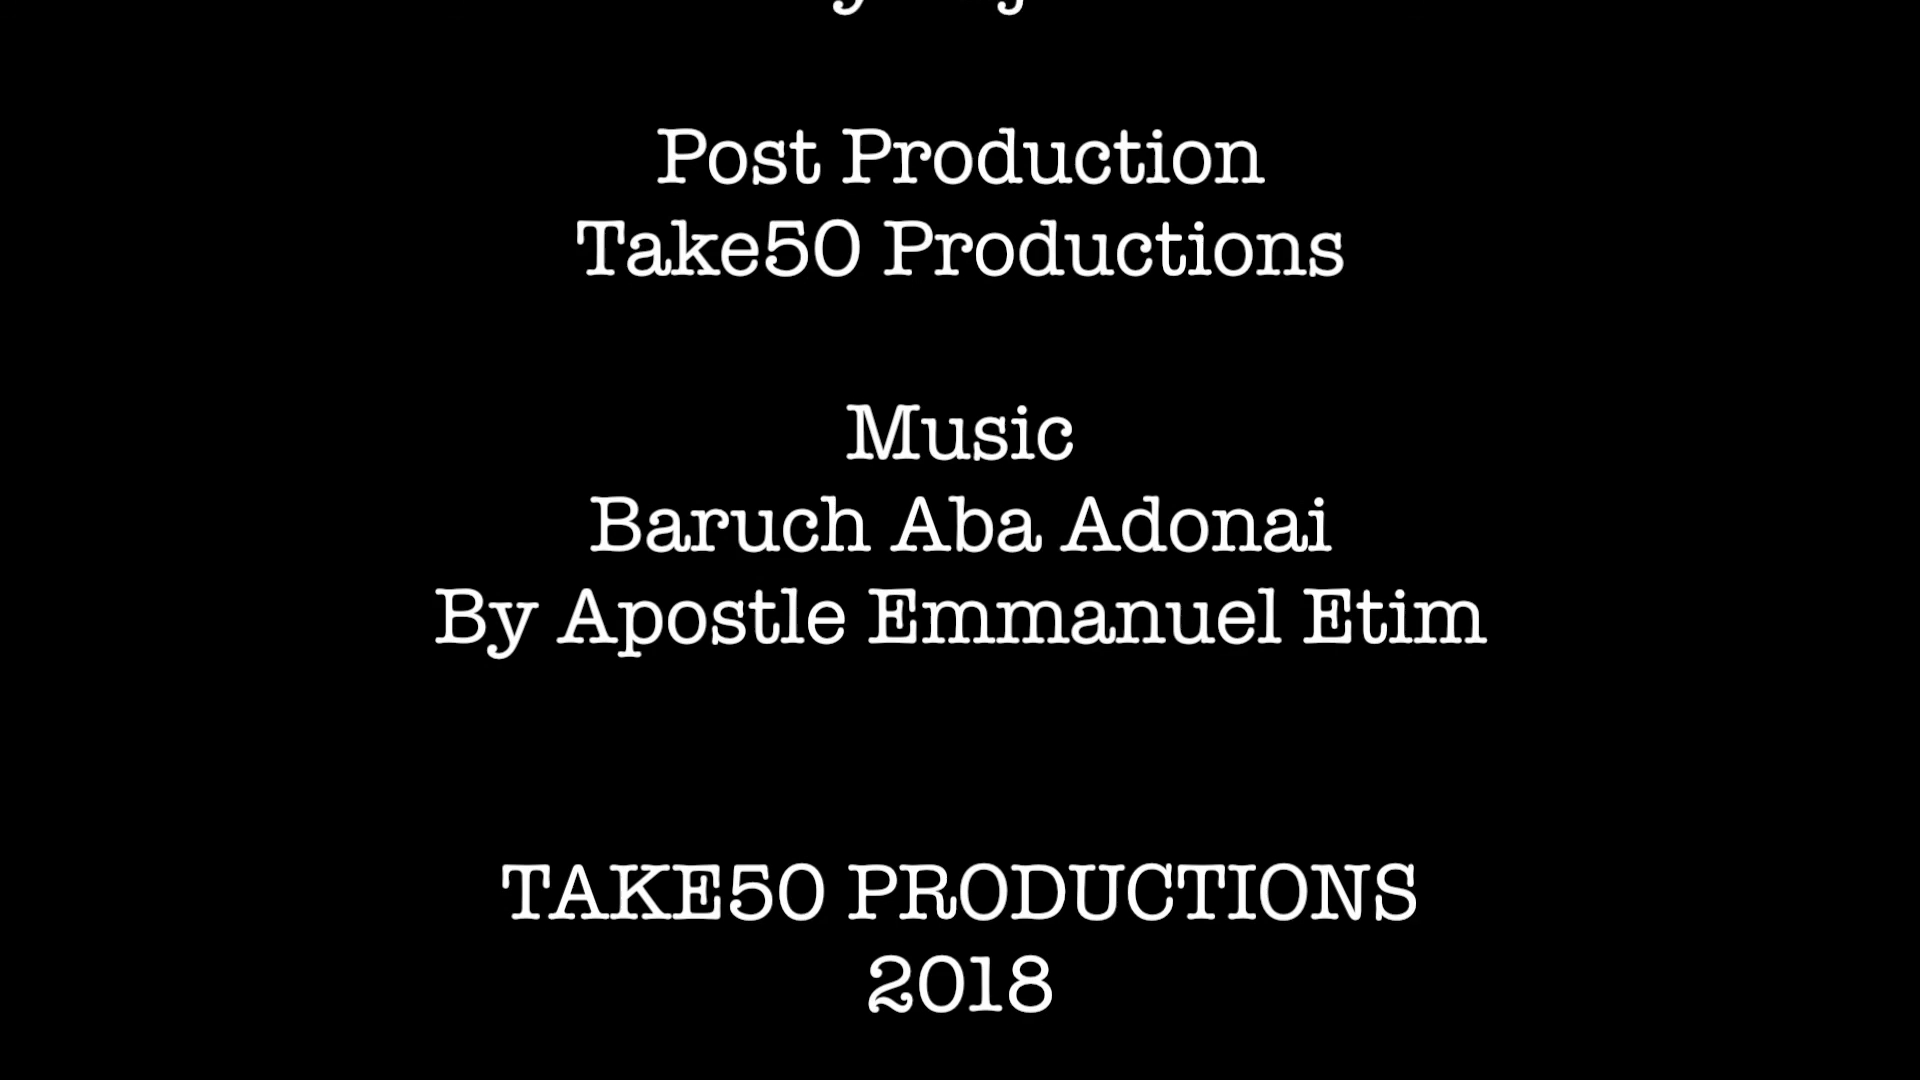 Post Production
Take50 Productions
Music
Baruch Aba Adonai
By Apostle Emmanuel Etim
TAKE50 PRODUCTIONS
2018